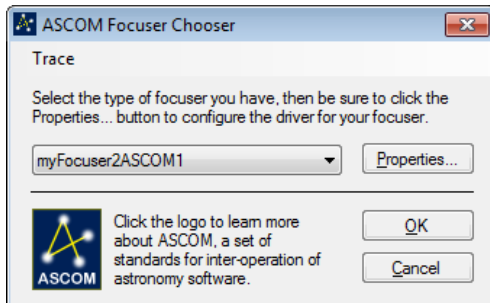 ASCOM Focuser Chooser
Trace
Select the type of focuser you have, then be sure to click the
Properties... button to configure the driver for your focuser.
myFocuser2ASCOM1
Properties...
Click the logo to learn more
about ASCOM, a set of
standards for inter-operation of
astronomy software.
ASCOM
OK
Cancel